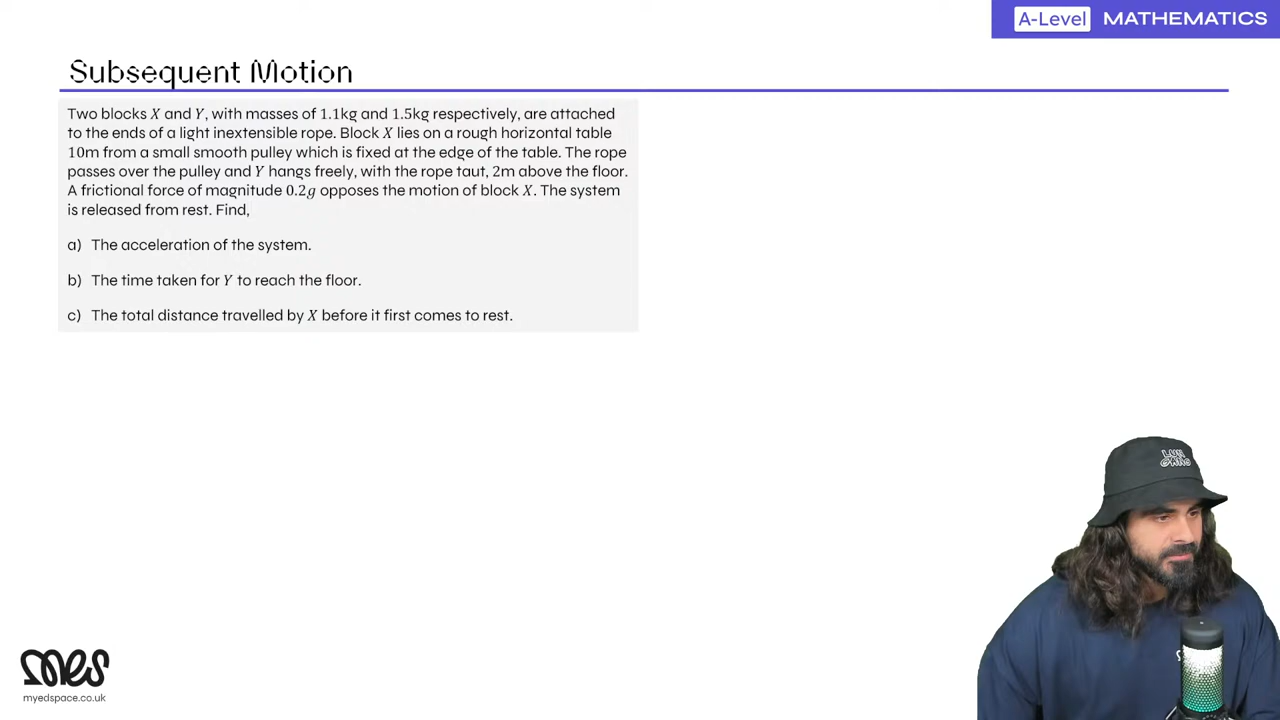 A-Level MATHEMATICS
Subsequent Motion
Two blocks X and Y, with masses of 1.1kg and 1.5kg respectively, are attached
to the ends of a light inextensible rope. Block X lies on a rough horizontal table
10m from a small smooth pulley which is fixed at the edge of the table. The rope
passes over the pulley and Y hangs freely, with the rope taut, 2m above the floor.
A frictional force of magnitude 0.2g opposes the motion of block X. The system
is released from rest. Find,
a) The acceleration of the system.
b) The time taken for Y to reach the floor.
c) The total distance travelled by X before it first comes to rest.
mes
myedspace.co.uk